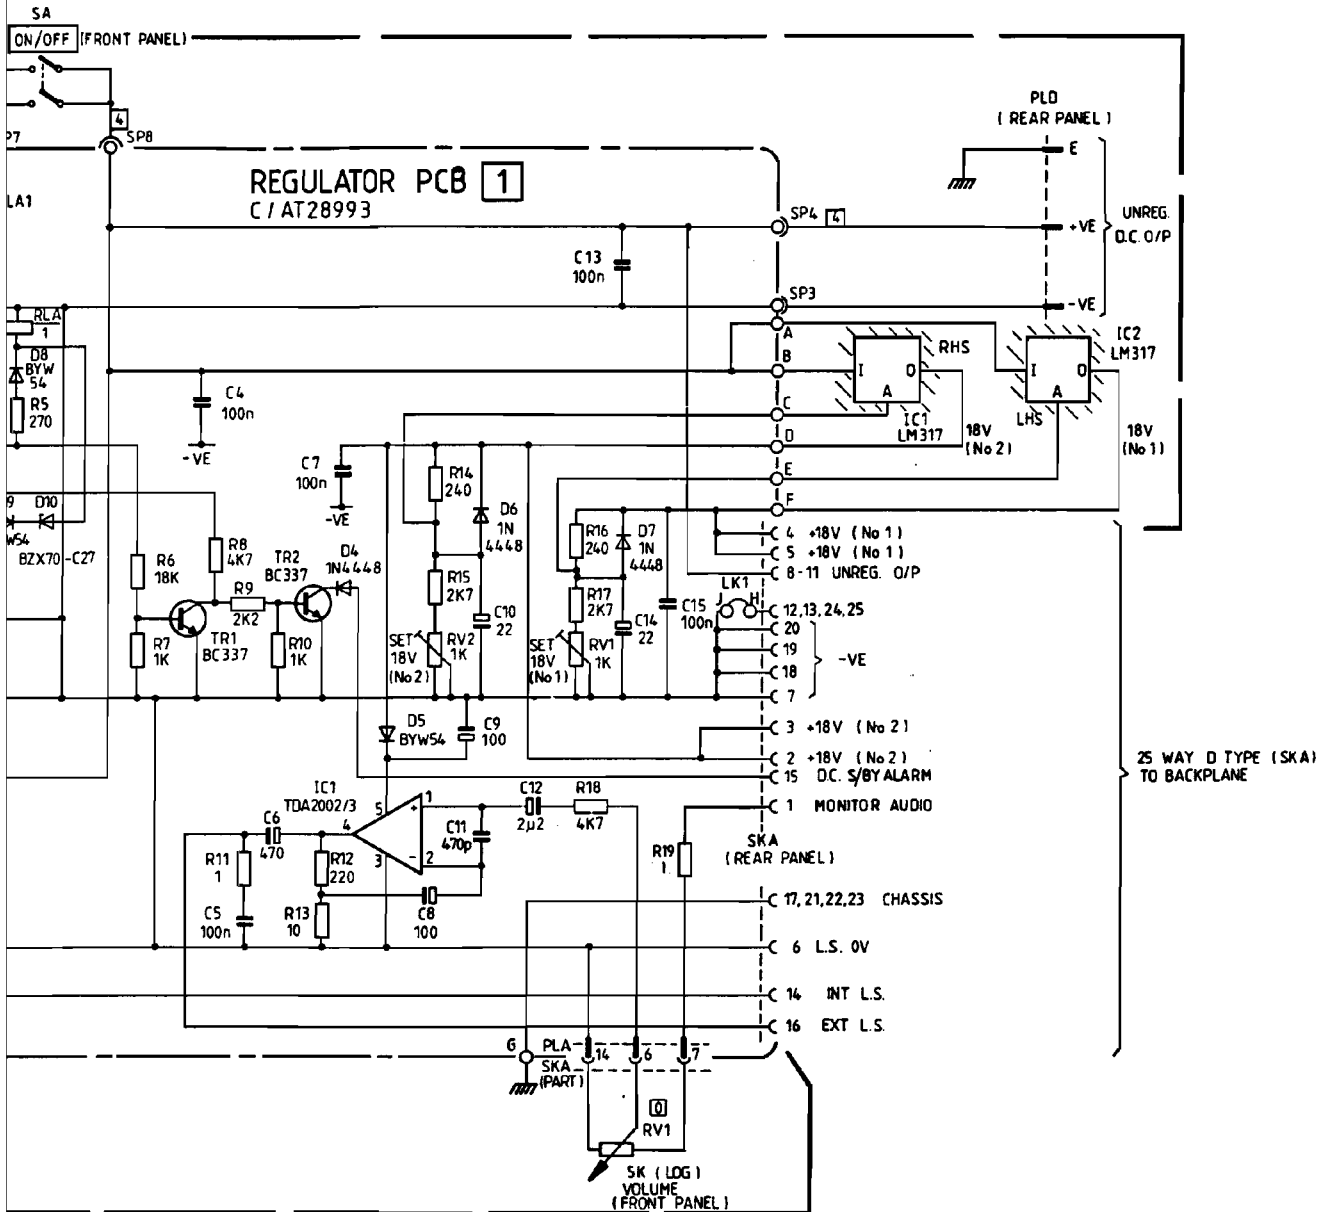 SA
ON/OFF (FRONT PANEL)
4
P7
SP8
PLD
(REAR PANEL)
E
REGULATOR PCB 1
C/AT28993
LA1
SP4 4
+VE
UNREG.
D.C. O/P
C13
100n
SP3
-VE
RLA
1
A
IC2
LM317
D8
BYW
54
B
RHS
I O
A
I O
A
R5
270
C4
100n
C
IC1
LM317
LHS
18V
(No 2)
18V
(No 1)
-VE
D
C7
100n
R14
240
E
9
W54
D10
-VE
D6
1N
4448
F
R16
240
D7
1N
4448
4 +18V (No 1)
5 +18V (No 1)
8-11 UNREG. O/P
BZX70-C27
R6
18K
R8
4K7
TR2
BC337
D4
1N4448
R9
2K2
R15
2K7
R17
2K7
LK1
J H
12,13,24,25
C10
22
C14
22
C15
100n
20
19
18
7
-VE
R7
1K
TR1
BC337
R10
1K
SET
18V
(No 2)
RV2
1K
SET
18V
(No 1)
RV1
1K
D5
BYW54
C9
100
3 +18V (No 2)
2 +18V (No 2)
15 D.C. S/BY ALARM
25 WAY D TYPE (SKA)
TO BACKPLANE
IC1
TDA2002/3
C12
2µ2
R18
4K7
1 MONITOR AUDIO
5
1
+
4
3
-
2
C6
470
C11
470p
SKA
(REAR PANEL)
R11
1
R12
220
R19
1
C5
100n
R13
10
C8
100
17,21,22,23 CHASSIS
6 L.S. 0V
14 INT L.S.
16 EXT L.S.
G
PLA
14 6 7
SKA
(PART)
0
RV1
5K (LOG)
VOLUME
(FRONT PANEL)